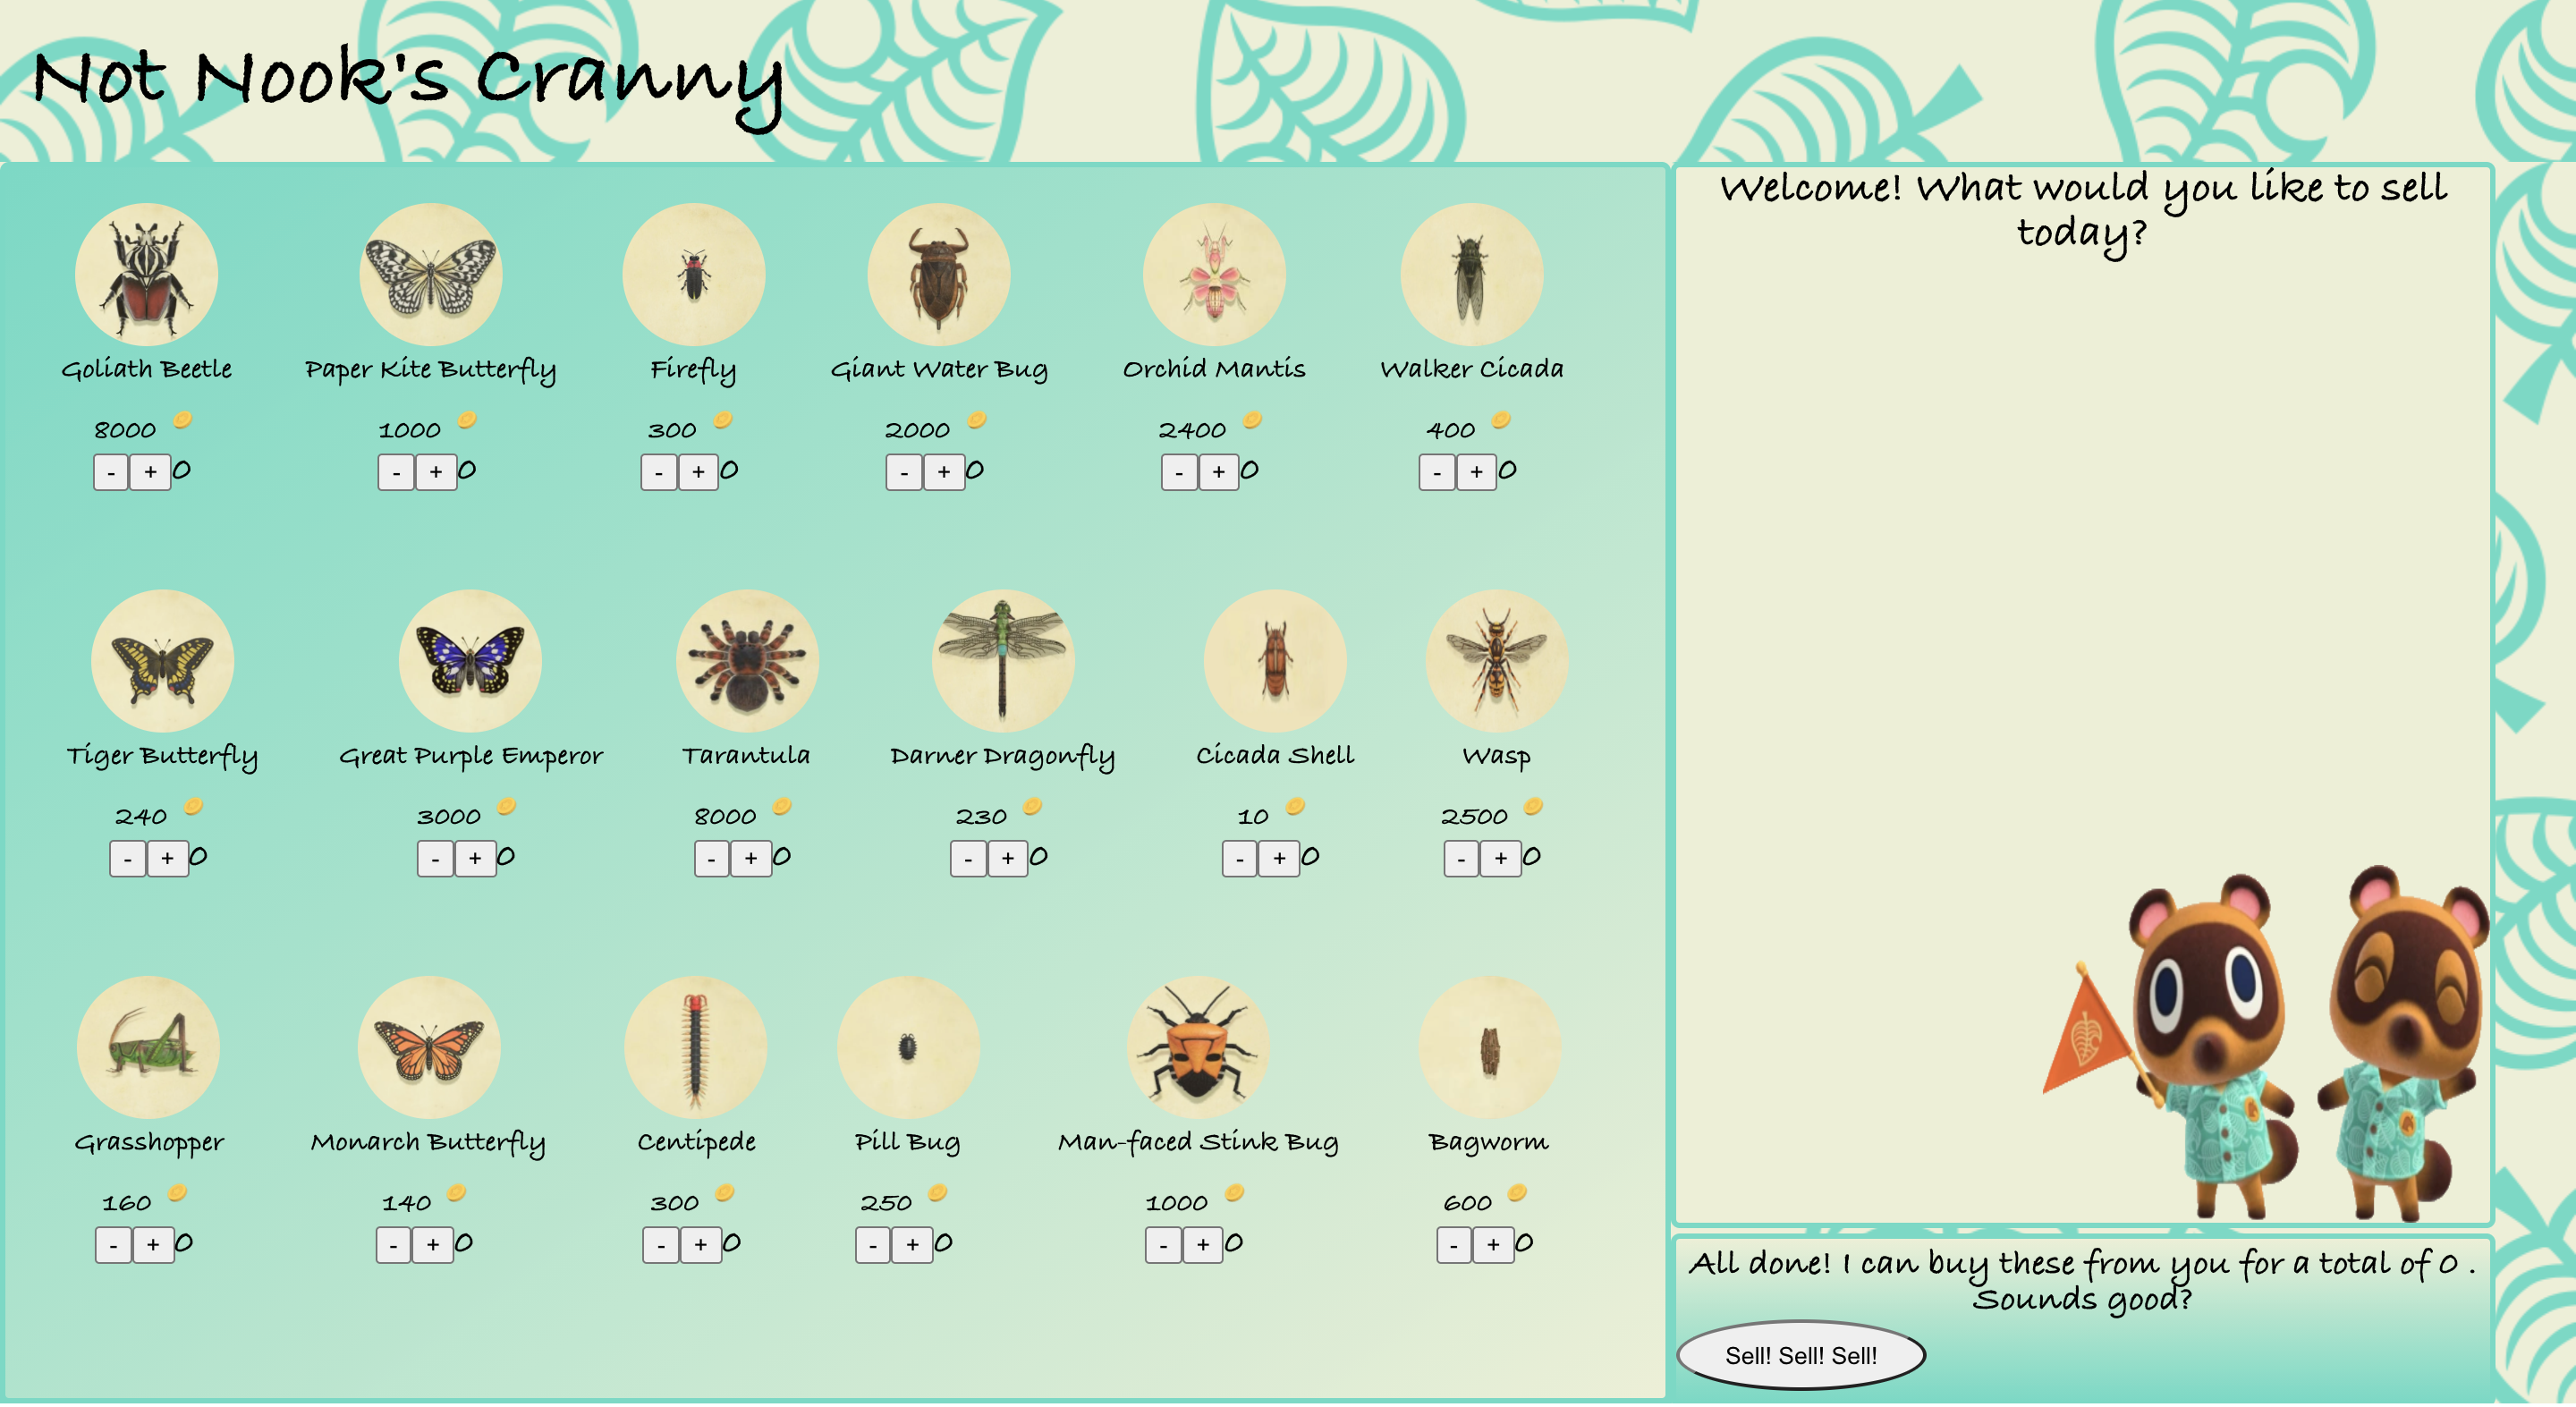 Not Nook's Cranny
Goliath Beetle
8000
- + 0
Paper Kite Butterfly
1000
- + 0
Firefly
300
- + 0
Giant Water Bug
2000
- + 0
Orchid Mantis
2400
- + 0
Walker Cicada
400
- + 0
Tiger Butterfly
240
- + 0
Great Purple Emperor
3000
- + 0
Tarantula
8000
- + 0
Darner Dragonfly
230
- + 0
Cicada Shell
10
- + 0
Wasp
2500
- + 0
Grasshopper
160
- + 0
Monarch Butterfly
140
- + 0
Centipede
300
- + 0
Pill Bug
250
- + 0
Man-faced Stink Bug
1000
- + 0
Bagworm
600
- + 0
Welcome! What would you like to sell
today?
All done! I can buy these from you for a total of 0 .
Sounds good?
Sell! Sell! Sell!